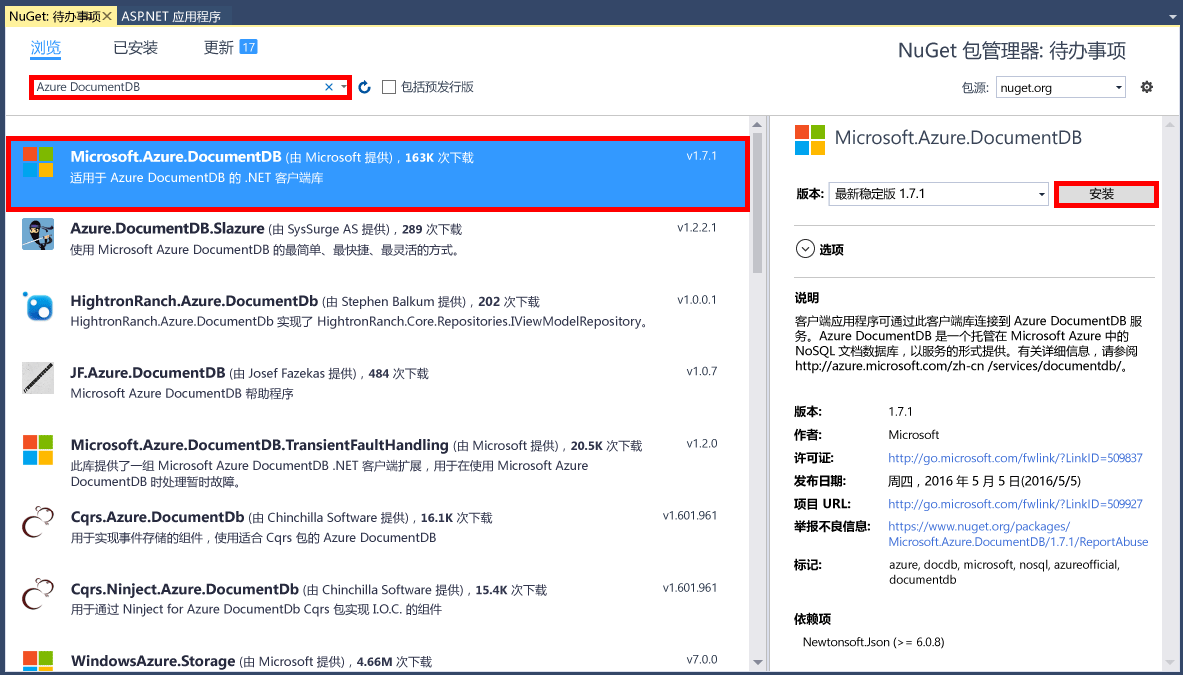 NuGet: 待办事项
ASP.NET 应用程序
浏览
已安装
更新 17
NuGet 包管理器: 待办事项
Azure DocumentDB
包括预发行版
包源: nuget.org
Microsoft.Azure.DocumentDB (由 Microsoft 提供)，163K 次下载
v1.7.1
适用于 Azure DocumentDB 的 .NET 客户端库
Azure.DocumentDB.Slazure (由 SysSurge AS 提供)，289 次下载
v1.2.2.1
使用 Microsoft Azure DocumentDB 的最简单、最快捷、最灵活的方式。
HightronRanch.Azure.DocumentDb (由 Stephen Balkum 提供)，202 次下载
v1.0.0.1
HightronRanch.Azure.DocumentDb 实现了 HightronRanch.Core.Repositories.IViewModelRepository。
JF.Azure.DocumentDB (由 Josef Fazekas 提供)，484 次下载
v1.0.7
Microsoft Azure DocumentDB 帮助程序
Microsoft.Azure.DocumentDB.TransientFaultHandling (由 Microsoft 提供)，20.5K 次下载
v1.2.0
此库提供了一组 Microsoft Azure DocumentDB .NET 客户端扩展，用于在使用 Microsoft Azure
DocumentDB 时处理暂时故障。
Cqrs.Azure.DocumentDb (由 Chinchilla Software 提供)，16.1K 次下载
v1.601.961
用于实现事件存储的组件，使用适合 Cqrs 包的 Azure DocumentDB
Cqrs.Ninject.Azure.DocumentDb (由 Chinchilla Software 提供)，15.4K 次下载
v1.601.961
用于通过 Ninject for Azure DocumentDb Cqrs 包实现 I.O.C. 的组件
WindowsAzure.Storage (由 Microsoft 提供)，4.66M 次下载
v7.0.0
Microsoft.Azure.DocumentDB
版本: 最新稳定版 1.7.1
安装
选项
说明
客户端应用程序可通过此客户端库连接到 Azure DocumentDB 服
务。Azure DocumentDB 是一个托管在 Microsoft Azure 中的
NoSQL 文档数据库，以服务的形式提供。有关详细信息，请参阅
http://azure.microsoft.com/zh-cn /services/documentdb/。
版本: 1.7.1
作者: Microsoft
许可证: http://go.microsoft.com/fwlink/?LinkID=509837
发布日期: 周四，2016 年 5 月 5 日(2016/5/5)
项目 URL: http://go.microsoft.com/fwlink/?LinkID=509927
举报不良信息: https://www.nuget.org/packages/
Microsoft.Azure.DocumentDB/1.7.1/ReportAbuse
标记: azure, docdb, microsoft, nosql, azureofficial,
documentdb
依赖项
Newtonsoft.Json (>= 6.0.8)